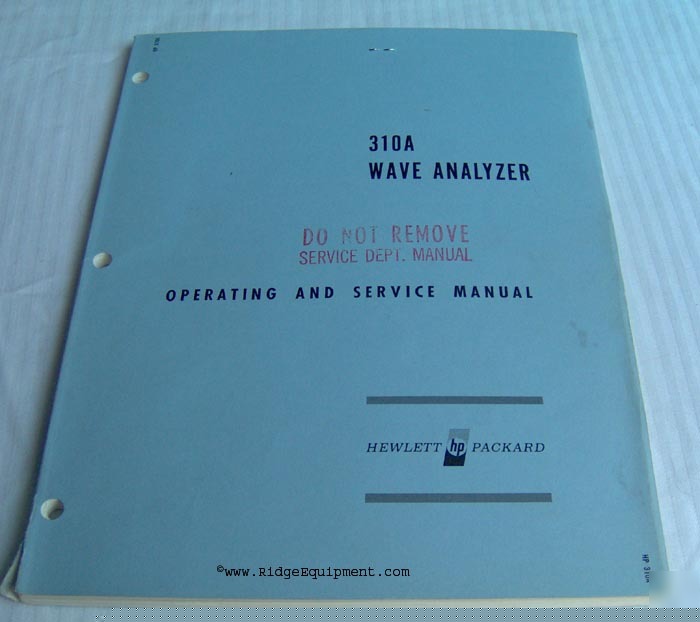 310A
WAVE ANALYZER
DO NOT REMOVE
SERVICE DEPT. MANUAL
OPERATING AND SERVICE MANUAL
HEWLETT hp PACKARD
©www.RidgeEquipment.com